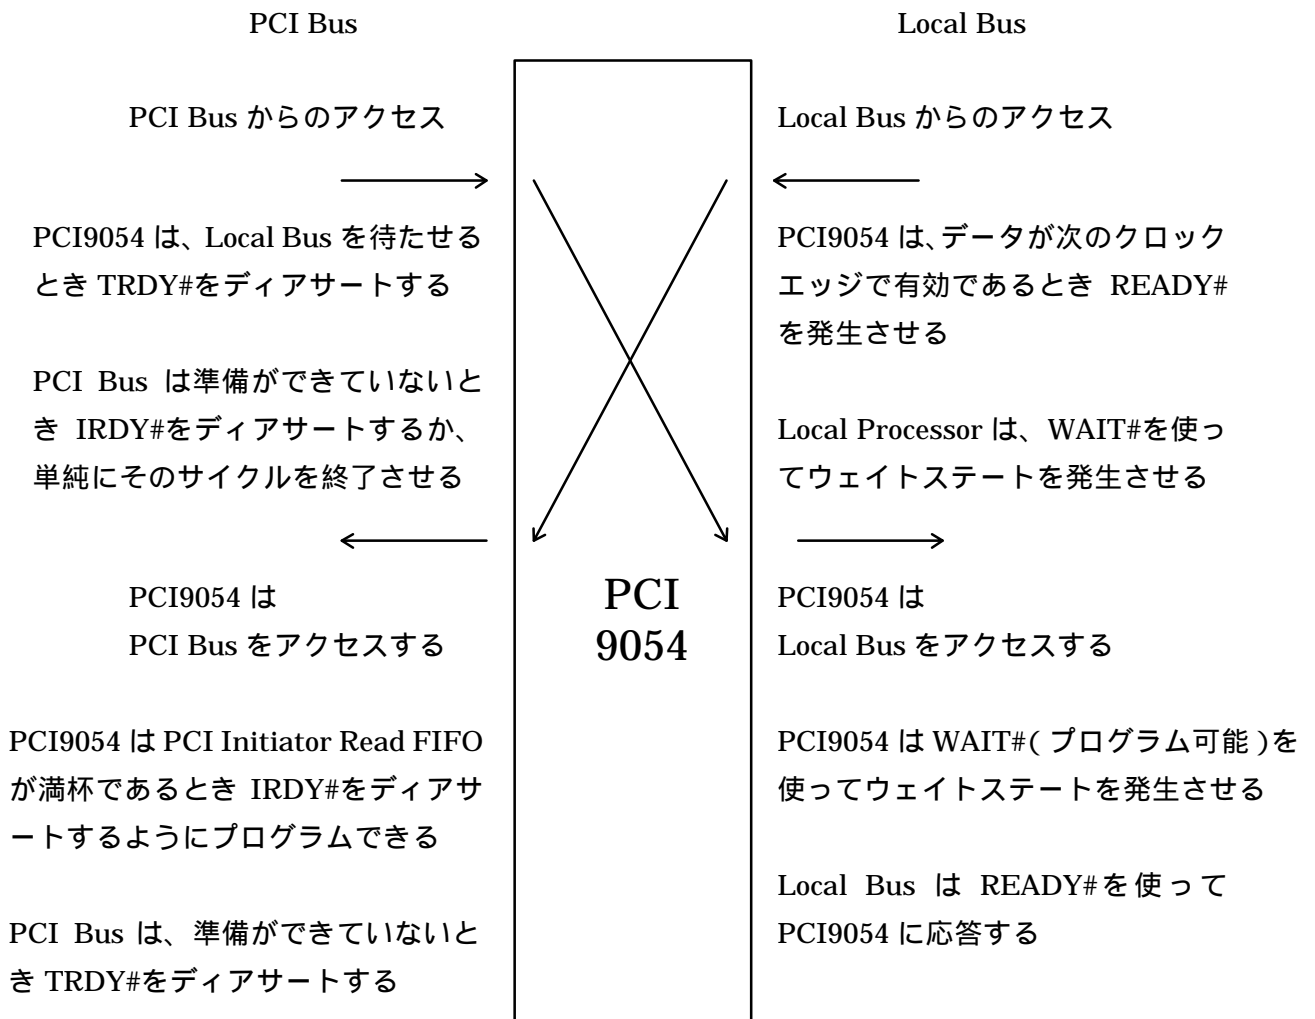 PCI Bus
Local Bus
PCI Bus からのアクセス
PCI9054 は、Local Bus を待たせる
とき TRDY#をディアサートする
PCI Bus は準備ができていないと
き IRDY#をディアサートするか、
単純にそのサイクルを終了させる
PCI9054 は
PCI Bus をアクセスする
PCI9054 は PCI Initiator Read FIFO
が満杯であるとき IRDY#をディアサ
ートするようにプログラムできる
PCI Bus は、準備ができていないと
き TRDY#をディアサートする
PCI
9054
Local Bus からのアクセス
PCI9054 は、データが次のクロック
エッジで有効であるとき READY#
を発生させる
Local Processor は、WAIT#を使っ
てウェイトステートを発生させる
PCI9054 は
Local Bus をアクセスする
PCI9054 は WAIT#(プログラム可能)を
使ってウェイトステートを発生させる
Local Bus は READY#を使って
PCI9054 に応答する